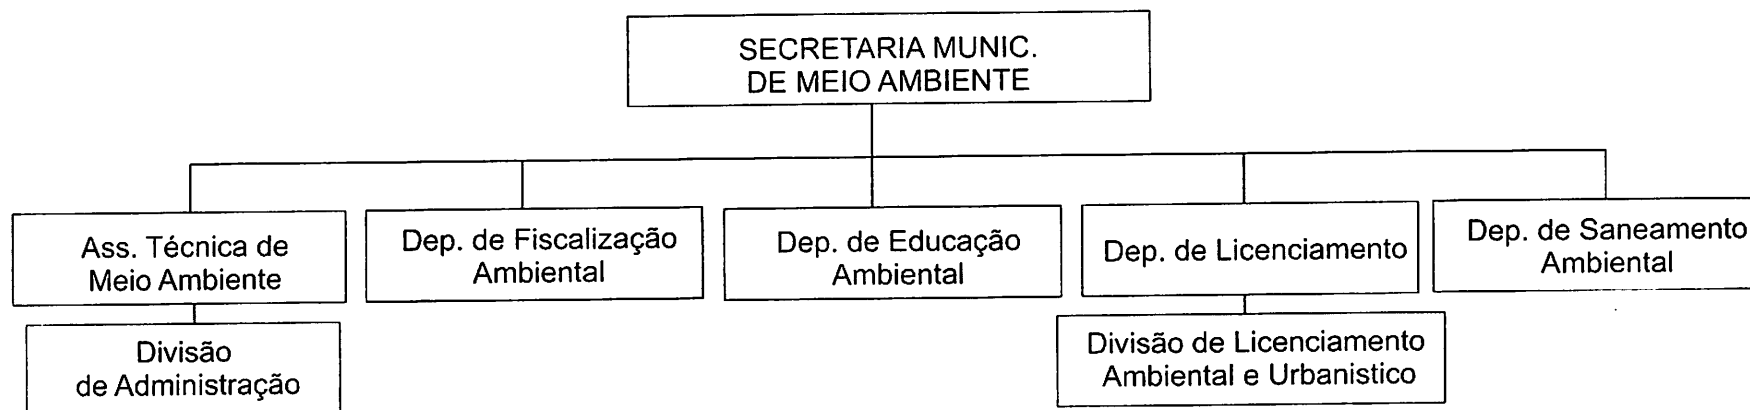 SECRETARIA MUNIC.
DE MEIO AMBIENTE
Ass. Técnica de
Meio Ambiente
Dep. de Fiscalização
Ambiental
Dep. de Educação
Ambiental
Dep. de Licenciamento
Dep. de Saneamento
Ambiental
Divisão
de Administração
Divisão de Licenciamento
Ambiental e Urbanistico